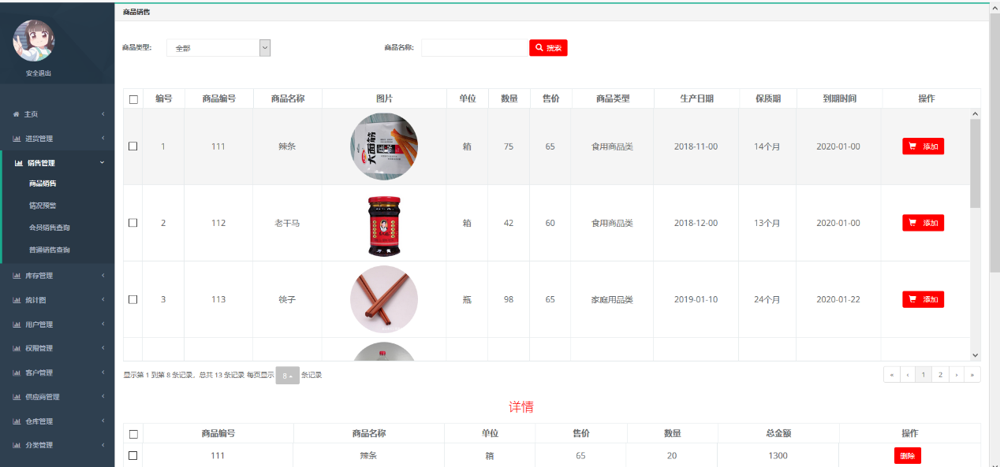 商品销售
安全退出
主页
进货管理
销售管理
商品销售
情况预警
会员销售查询
普通销售查询
库存管理
统计图
用户管理
权限管理
客户管理
供应商管理
仓库管理
分类管理
商品类型: 全部 商品名称: 搜索
编号 商品编号 商品名称 图片 单位 数量 售价 商品类型 生产日期 保质期 到期时间 操作
1 111 辣条 大面筋 箱 75 65 食用商品类 2018-11-00 14个月 2020-01-00 添加
2 112 老干马 箱 42 60 食用商品类 2018-12-00 13个月 2020-01-00 添加
3 113 筷子 瓶 98 65 家庭用品类 2019-01-10 24个月 2020-01-22 添加
显示第 1 到第 8 条记录，总共 13 条记录 每页显示 8 条记录 « ‹ 1 2 › »
详情
商品编号 商品名称 单位 售价 数量 总金额 操作
111 辣条 箱 65 20 1300 删除